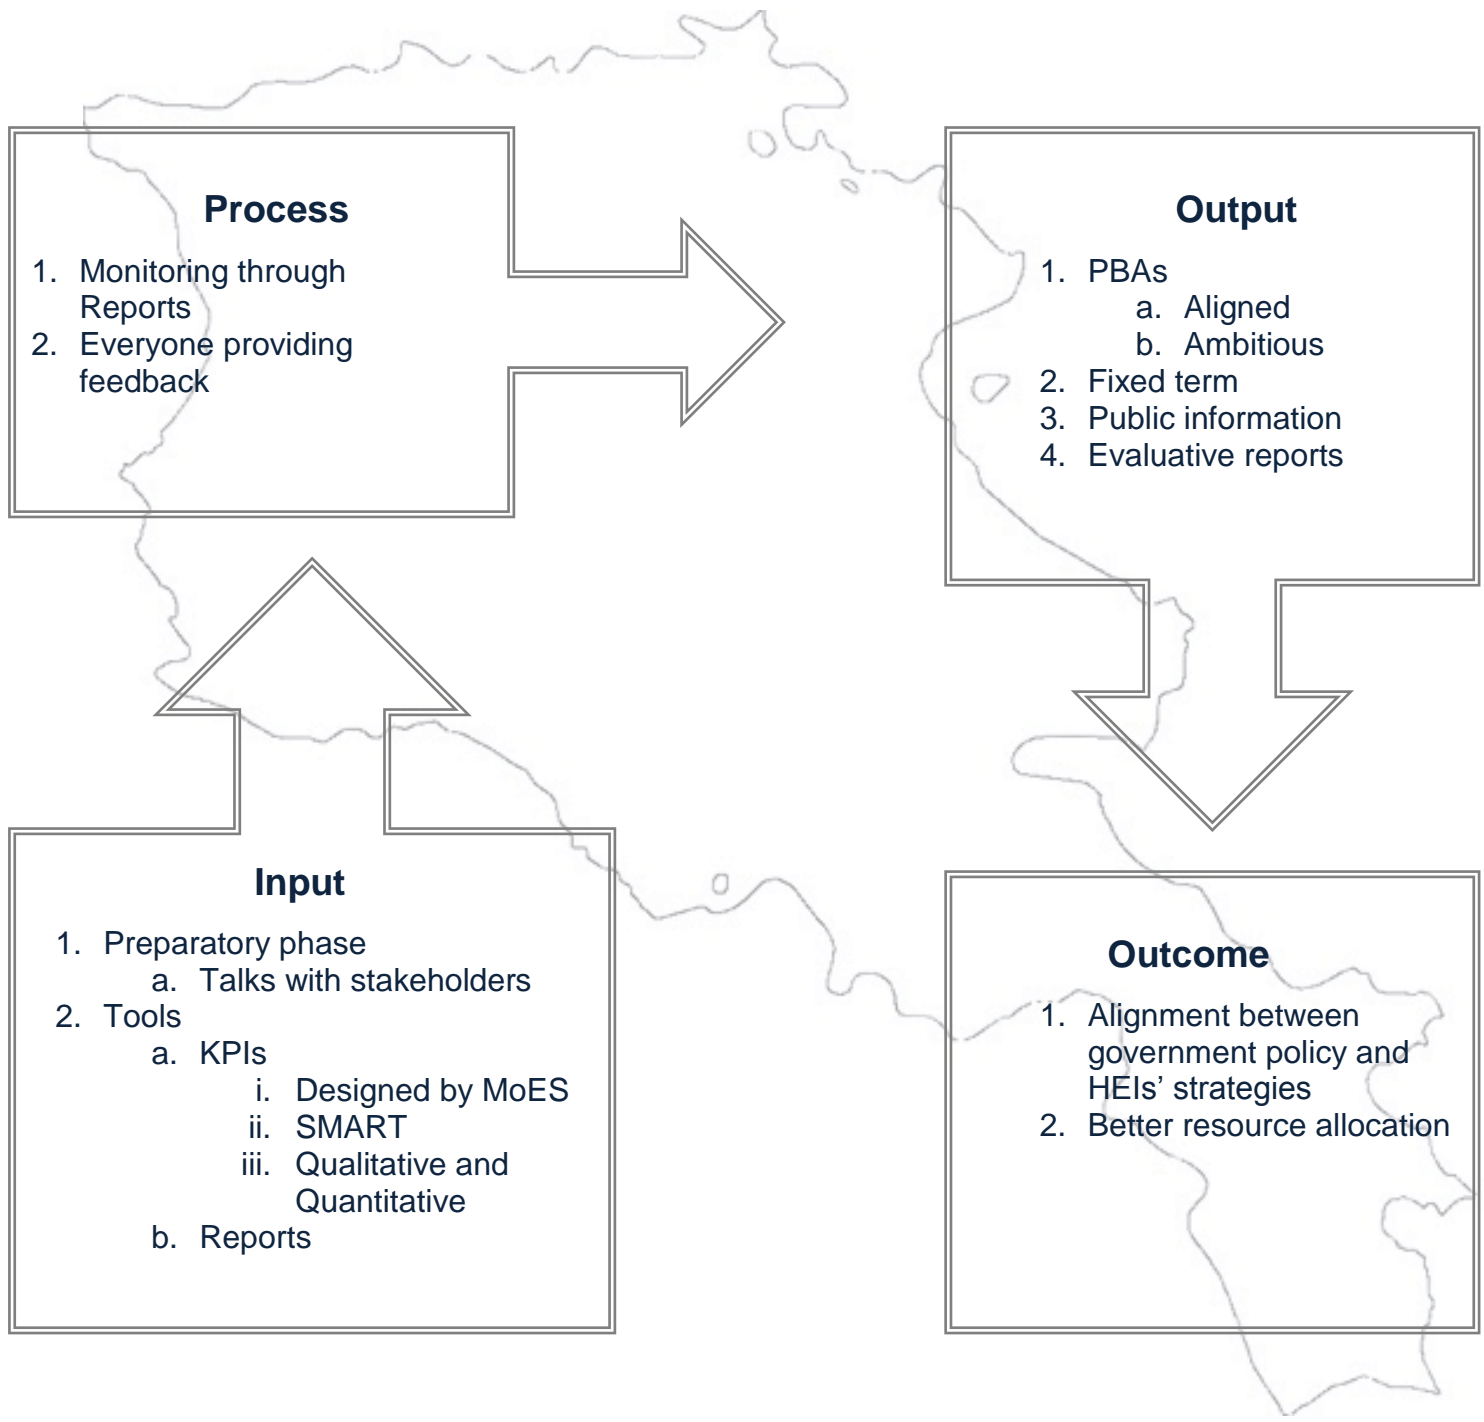 Process
1. Monitoring through
Reports
2. Everyone providing
feedback
Output
1. PBAs
a. Aligned
b. Ambitious
2. Fixed term
3. Public information
4. Evaluative reports
Input
1. Preparatory phase
a. Talks with stakeholders
2. Tools
a. KPIs
i. Designed by MoES
ii. SMART
iii. Qualitative and
Quantitative
b. Reports
Outcome
1. Alignment between
government policy and
HEIs’ strategies
2. Better resource allocation